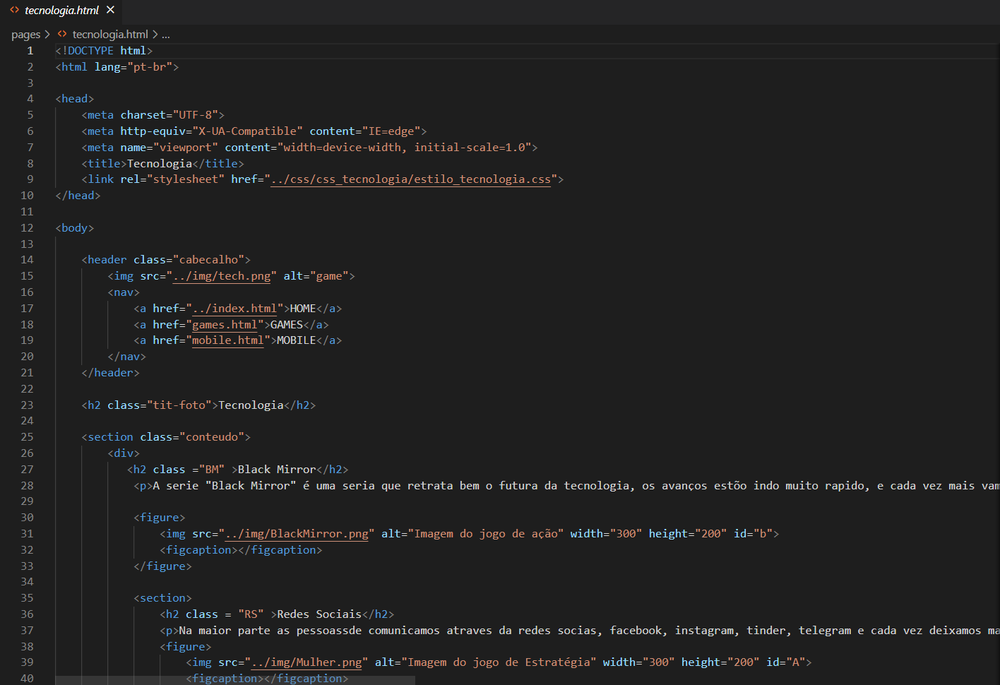 tecnologia.html
pages > tecnologia.html > ...
1 <!DOCTYPE html>
2 <html lang="pt-br">
3
4 <head>
5 <meta charset="UTF-8">
6 <meta http-equiv="X-UA-Compatible" content="IE=edge">
7 <meta name="viewport" content="width=device-width, initial-scale=1.0">
8 <title>Tecnologia</title>
9 <link rel="stylesheet" href="../css/css_tecnologia/estilo_tecnologia.css">
10 </head>
11
12 <body>
13
14 <header class="cabecalho">
15 <img src="../img/tech.png" alt="game">
16 <nav>
17 <a href="../index.html">HOME</a>
18 <a href="games.html">GAMES</a>
19 <a href="mobile.html">MOBILE</a>
20 </nav>
21 </header>
22
23 <h2 class="tit-foto">Tecnologia</h2>
24
25 <section class="conteudo">
26 <div>
27 <h2 class ="BM" >Black Mirror</h2>
28 <p>A serie "Black Mirror" é uma seria que retrata bem o futura da tecnologia, os avanços estõo indo muito rapido, e cada vez mais vam
29
30 <figure>
31 <img src="../img/BlackMirror.png" alt="Imagem do jogo de ação" width="300" height="200" id="b">
32 <figcaption></figcaption>
33 </figure>
34
35 <section>
36 <h2 class = "RS" >Redes Sociais</h2>
37 <p>Na maior parte as pessoassde comunicamos atraves da redes socias, facebook, instagram, tinder, telegram e cada vez deixamos ma
38 <figure>
39 <img src="../img/Mulher.png" alt="Imagem do jogo de Estratégia" width="300" height="200" id="A">
40 <figcaption></figcaption>